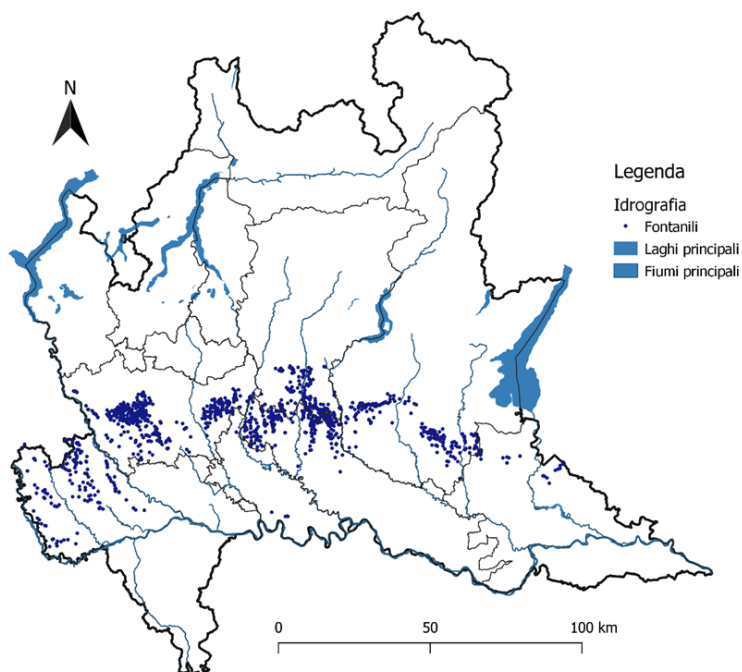 N
Legenda
Idrografia
Fontanili
Laghi principali
Fiumi principali
0 50 100 km